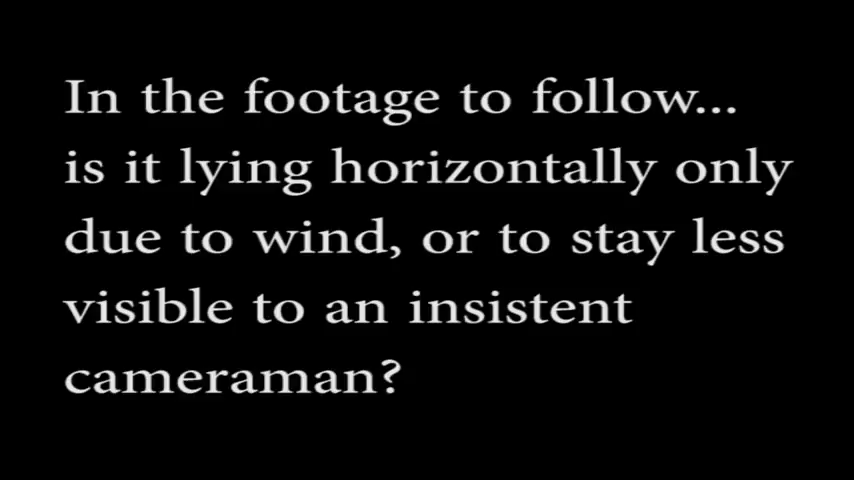 In the footage to follow...
is it lying horizontally only
due to wind, or to stay less
visible to an insistent
cameraman?